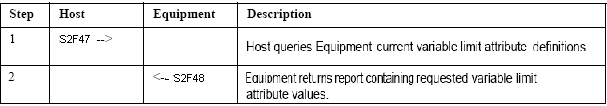 Step Host Equipment Description
1 S2F47 --> Host queries Equipment current variable limit attribute definitions
2 <-- S2F48 Equipment returns report containing requested variable limit
attribute values.